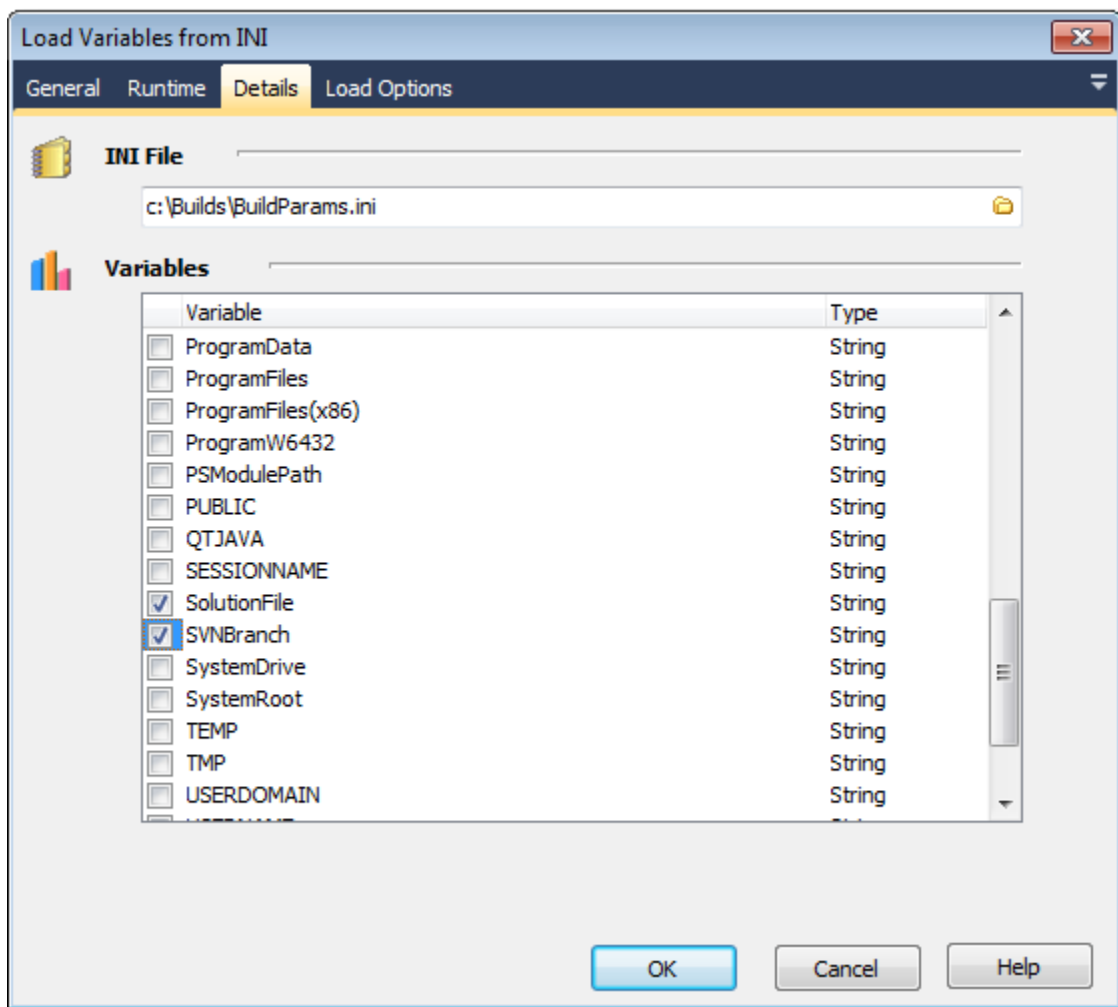 Load Variables from INI
General Runtime Details Load Options
INI File
c:\Builds\BuildParams.ini
Variables
Variable Type
ProgramData String
ProgramFiles String
ProgramFiles(x86) String
ProgramW6432 String
PSModulePath String
PUBLIC String
QTJAVA String
SESSIONNAME String
SolutionFile String
SVNBranch String
SystemDrive String
SystemRoot String
TEMP String
TMP String
USERDOMAIN String
OK Cancel Help